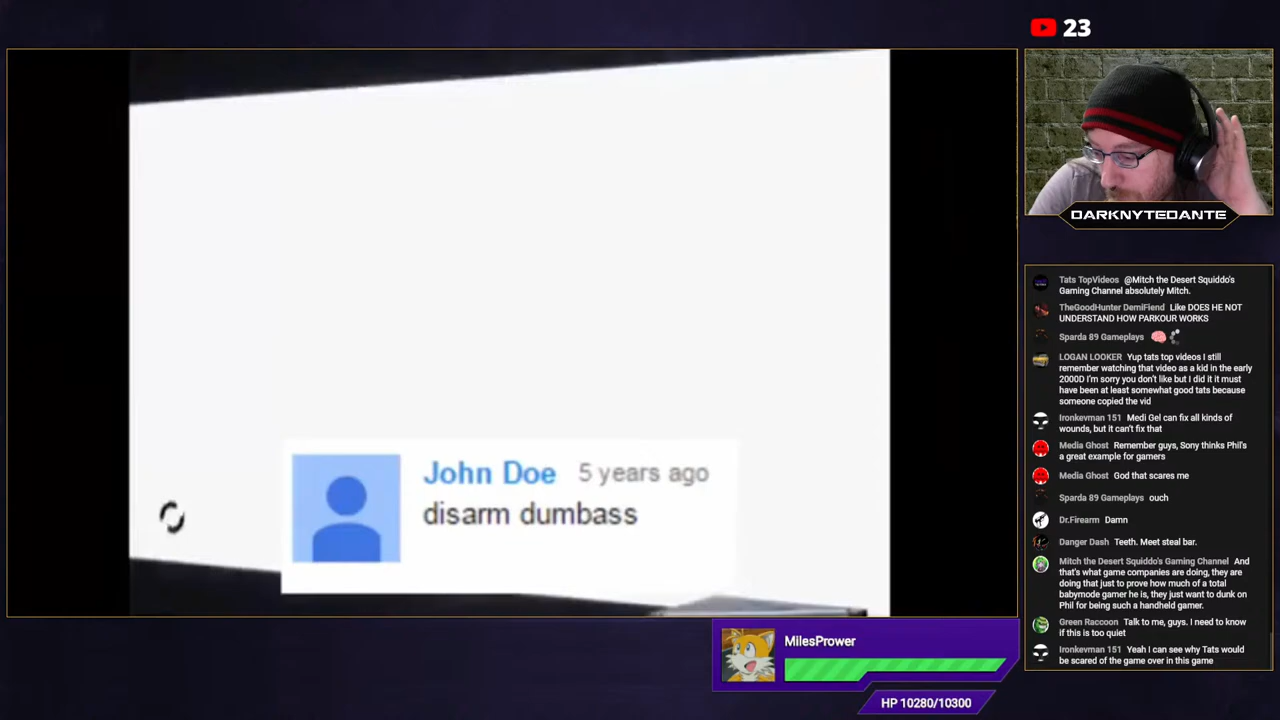 23
John Doe 5 years ago
disarm dumbass
DARKNYTEDANTE
Tats TopVideos @Mitch the Desert Squiddo's
Gaming Channel absolutely Mitch.
TheGoodHunter DemiFiend Like DOES HE NOT
UNDERSTAND HOW PARKOUR WORKS
Sparda 89 Gameplays
LOGAN LOOKER Yup tats top videos I still
remember watching that video as a kid in the early
2000D I'm sorry you don't like but I did it it must
have been at least somewhat good tats because
someone copied the vid
Ironkevman 151 Medi Gel can fix all kinds of
wounds, but it can't fix that
Media Ghost Remember guys, Sony thinks Phil's
a great example for gamers
Media Ghost God that scares me
Sparda 89 Gameplays ouch
Dr.Firearm Damn
Danger Dash Teeth. Meet steal bar.
Mitch the Desert Squiddo's Gaming Channel And
that's what game companies are doing, they are
doing that just to prove how much of a total
babymode gamer he is, they just want to dunk on
Phil for being such a handheld gamer.
Green Raccoon Talk to me, guys. I need to know
if this is too quiet
Ironkevman 151 Yeah I can see why Tats would
be scared of the game over in this game
MilesPrower
HP 10280/10300